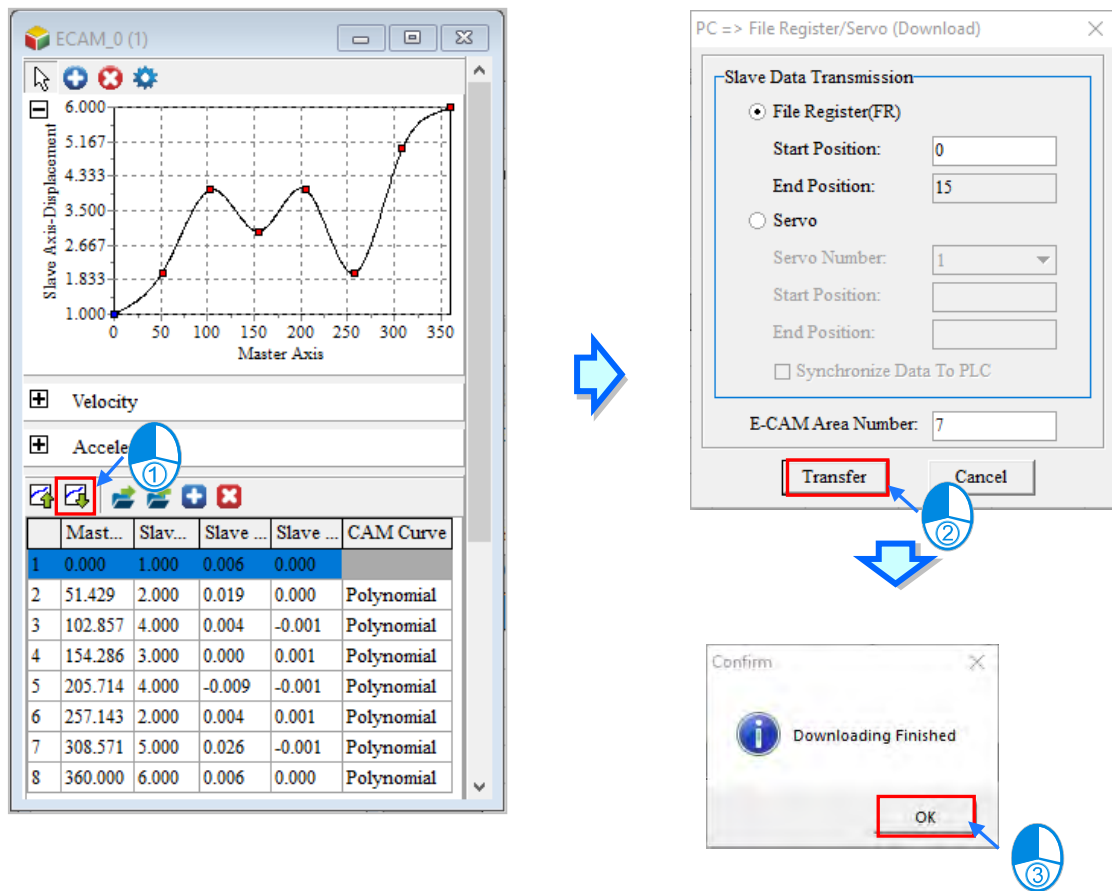 ECAM_0 (1)
6.000
5.167
4.333
3.500
2.667
1.833
1.000
Slave Axis-Displacement
0 50 100 150 200 250 300 350
Master Axis
Velocity
Accele
①
Mast... Slav... Slave ... Slave ... CAM Curve
1 0.000 1.000 0.006 0.000
2 51.429 2.000 0.019 0.000 Polynomial
3 102.857 4.000 0.004 -0.001 Polynomial
4 154.286 3.000 0.000 0.001 Polynomial
5 205.714 4.000 -0.009 -0.001 Polynomial
6 257.143 2.000 0.004 0.001 Polynomial
7 308.571 5.000 0.026 -0.001 Polynomial
8 360.000 6.000 0.006 0.000 Polynomial
PC => File Register/Servo (Download)
Slave Data Transmission
File Register(FR)
Start Position: 0
End Position: 15
Servo
Servo Number: 1
Start Position:
End Position:
Synchronize Data To PLC
E-CAM Area Number: 7
Transfer Cancel
②
Confirm
Downloading Finished
OK
③